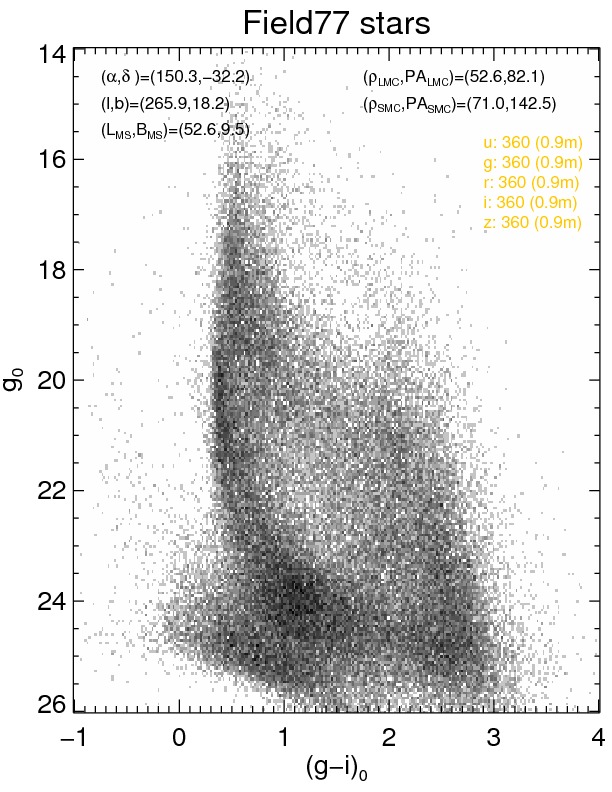 Field77 stars
14
(α,δ )=(150.3,−32.2)
(ρLMC,PALMC)=(52.6,82.1)
(l,b)=(265.9,18.2)
(ρSMC,PASMC)=(71.0,142.5)
(LMS,BMS)=(52.6,9.5)
u: 360 (0.9m)
16
g: 360 (0.9m)
r: 360 (0.9m)
i: 360 (0.9m)
z: 360 (0.9m)
18
g0
20
22
24
26
−1 0 1 2 3 4
(g−i)0